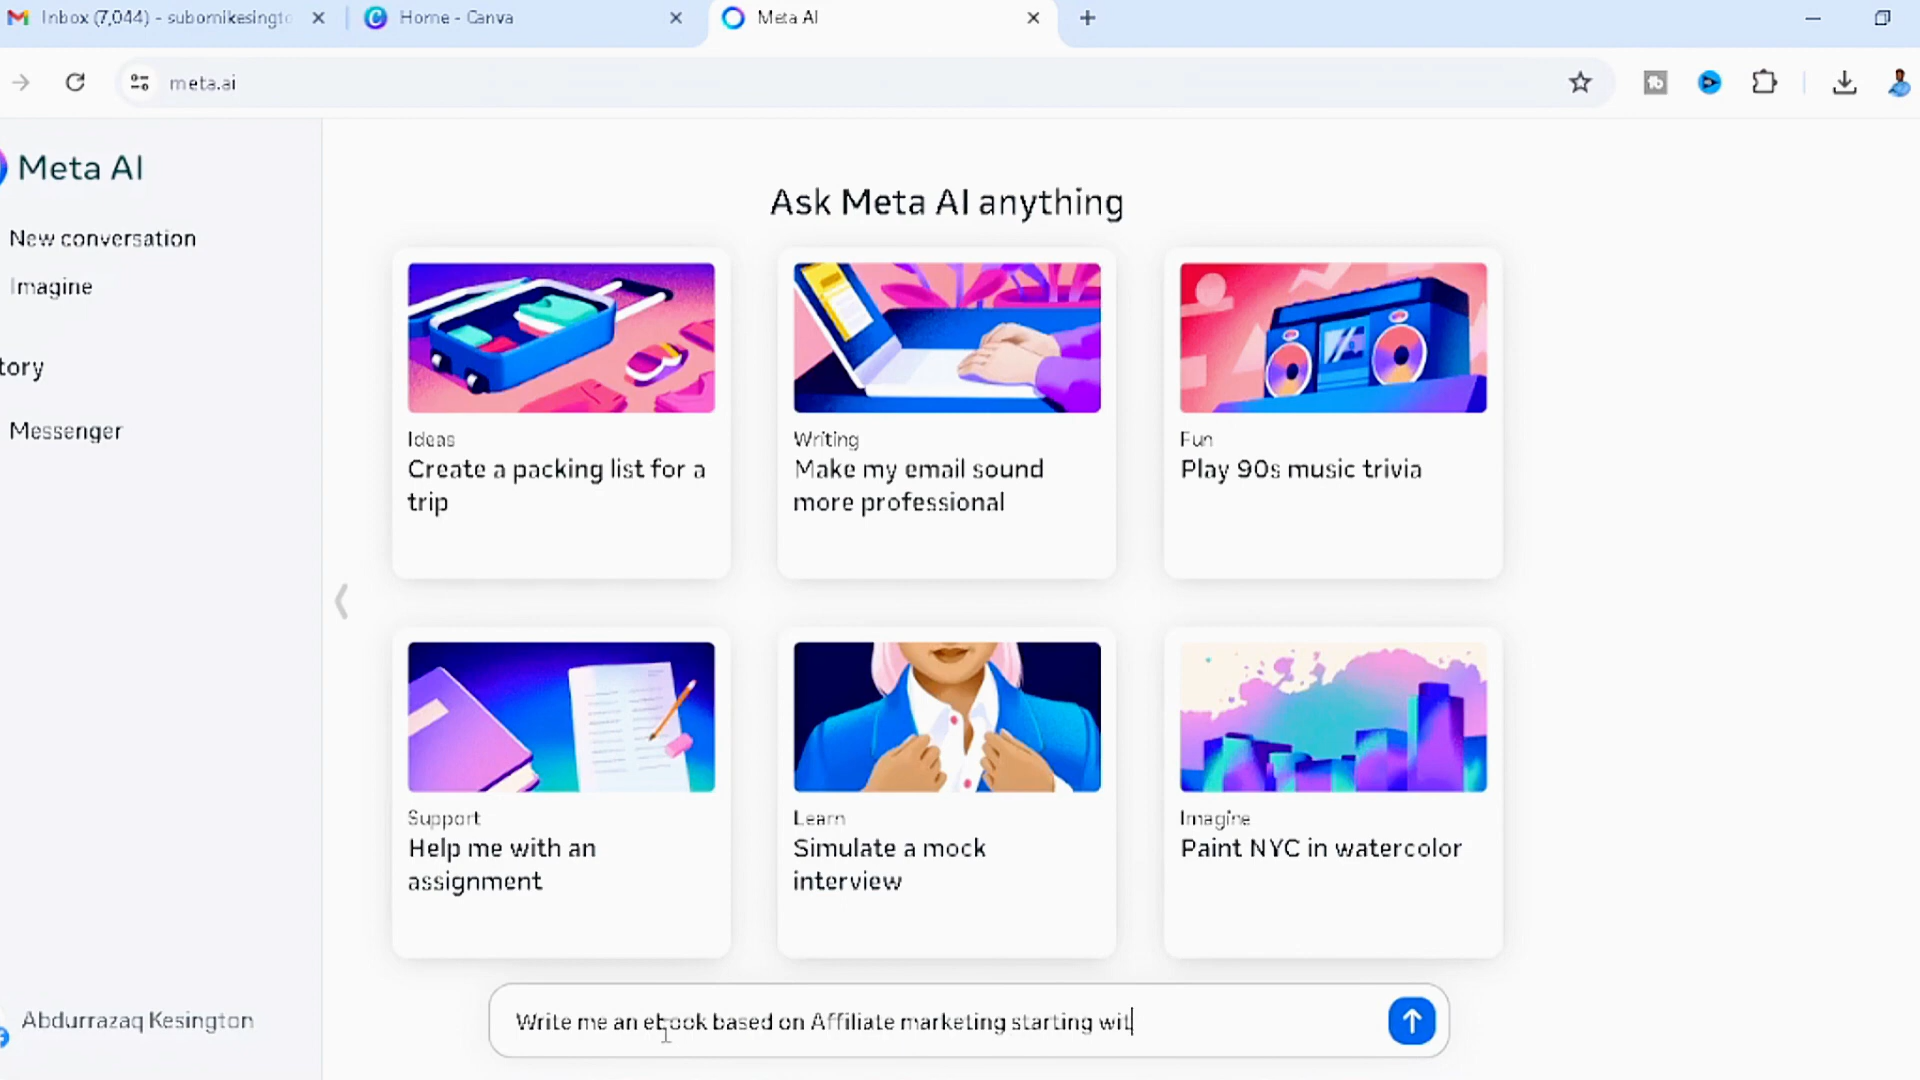 Inbox (7,044) - subornikesingto
Home - Canva
Meta AI
meta.ai
Meta AI
New conversation
Imagine
tory
Messenger
Abdurrazaq Kesington
Ask Meta AI anything
Ideas
Create a packing list for a
trip
Writing
Make my email sound
more professional
Fun
Play 90s music trivia
Support
Help me with an
assignment
Learn
Simulate a mock
interview
Imagine
Paint NYC in watercolor
Write me an ebook based on Affiliate marketing starting wit